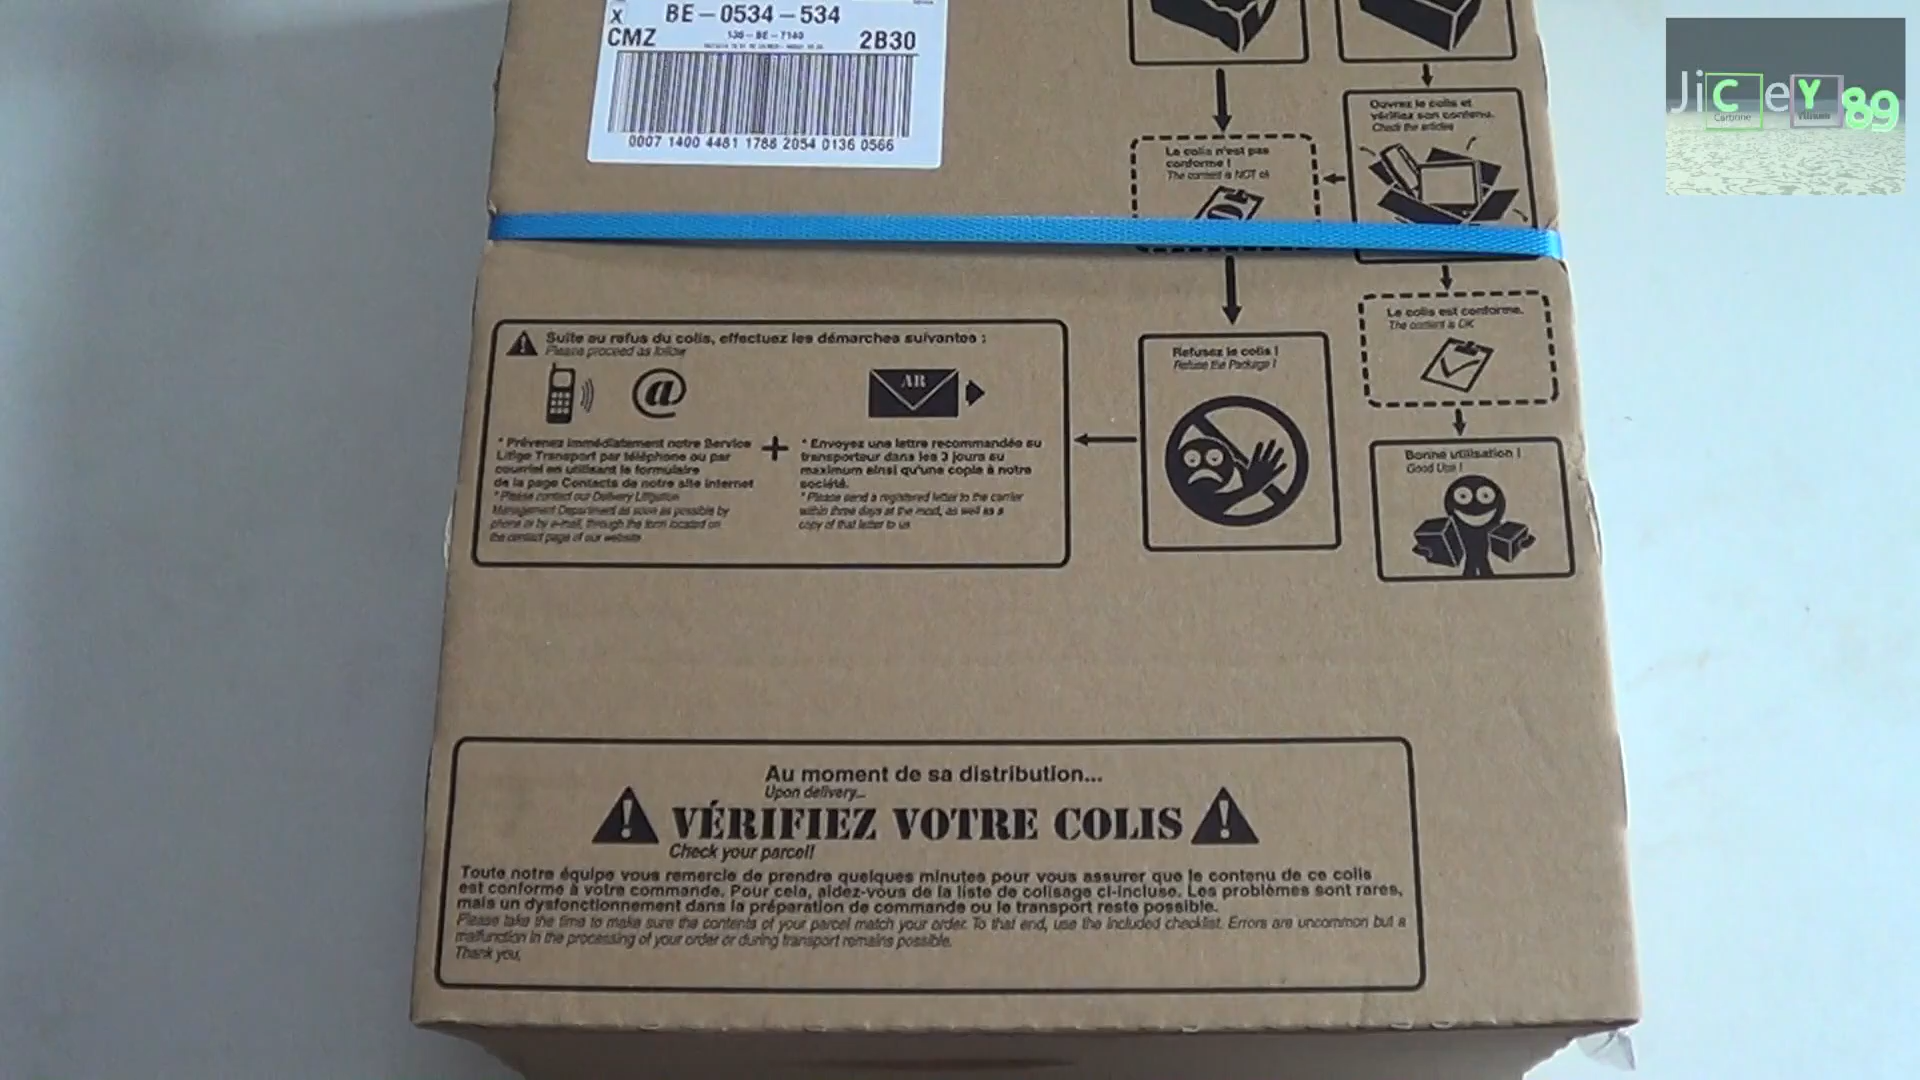 X BE-0534-534
136-BE-7140
CMZ 2B30
0007 1400 4481 1788 2054 0136 0566
JiCeY89
Carbone
Yttrium
Ouvrez le colis et
vérifiez son contenu.
Check the articles
Le colis n'est pas
conforme !
The content is NOT ok
Le colis est conforme.
The content is OK
Suite au refus du colis, effectuez les démarches suivantes :
Please proceed as follow
@
AR
* Prévenez immédiatement notre Service
Litige Transport par téléphone ou par
courriel en utilisant le formulaire
de la page Contacts de notre site internet
* Please contact our Delivery Litigation
Management Department as soon as possible by
phone or by e-mail, through the form located on
the contact page of our website
+
* Envoyez une lettre recommandée au
transporteur dans les 3 jours au
maximum ainsi qu'une copie à notre
société.
* Please send a registered letter to the carrier
within three days at the most, as well as a
copy of that letter to us
Refusez le colis !
Refuse the Package !
Bonne utilisation !
Good Use !
Au moment de sa distribution...
Upon delivery...
VÉRIFIEZ VOTRE COLIS
Check your parcel!
Toute notre équipe vous remercie de prendre quelques minutes pour vous assurer que le contenu de ce colis
est conforme à votre commande. Pour cela, aidez-vous de la liste de colisage ci-incluse. Les problèmes sont rares,
mais un dysfonctionnement dans la préparation de commande ou le transport reste possible.
Please take the time to make sure the contents of your parcel match your order. To that end, use the included checklist. Errors are uncommon but a
malfunction in the processing of your order or during transport remains possible.
Thank you,